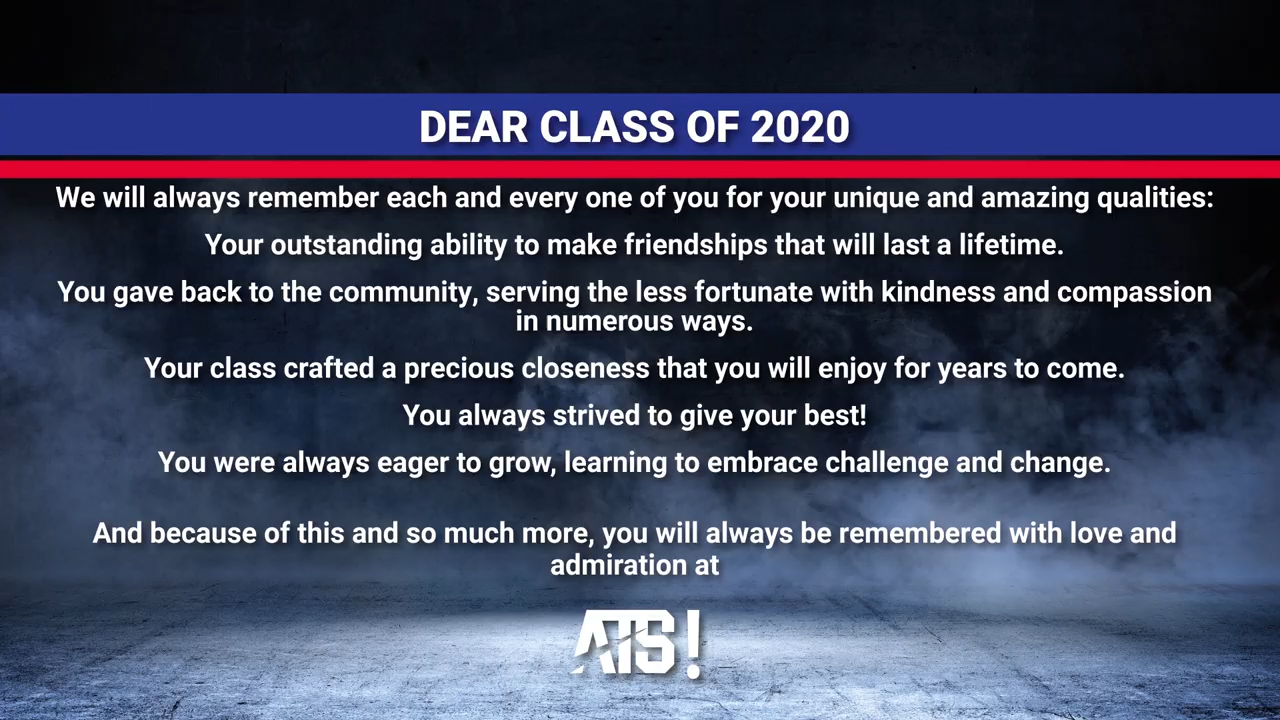 DEAR CLASS OF 2020
We will always remember each and every one of you for your unique and amazing qualities:
Your outstanding ability to make friendships that will last a lifetime.
You gave back to the community, serving the less fortunate with kindness and compassion
in numerous ways.
Your class crafted a precious closeness that you will enjoy for years to come.
You always strived to give your best!
You were always eager to grow, learning to embrace challenge and change.
And because of this and so much more, you will always be remembered with love and
admiration at
ATS!